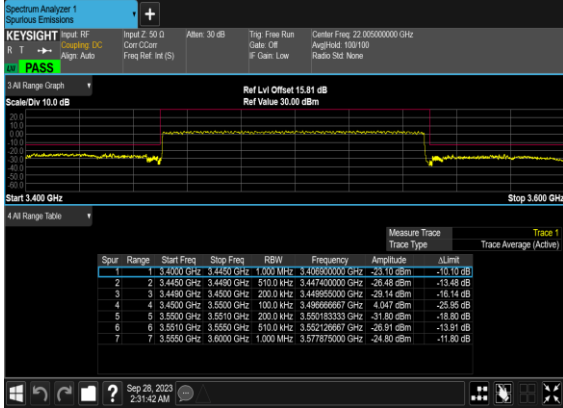 Spectrum Analyzer 1
Spurious Emissions
+
KEYSIGHT Input: RF
R T Coupling: DC
Align: Auto
Input Z: 50 Ω
Corr CCorr
Freq Ref: Int (S)
Atten: 30 dB
Trig: Free Run
Gate: Off
IF Gain: Low
Center Freq: 22.005000000 GHz
Avg|Hold: 100/100
Radio Std: None
PASS
3 All Range Graph
Ref Lvl Offset 15.81 dB
Scale/Div 10.0 dB
Ref Value 30.00 dBm
20.0
10.0
0.00
-10.0
-20.0
-30.0
-40.0
-50.0
-60.0
Start 3.400 GHz
Stop 3.600 GHz
4 All Range Table
Measure Trace Trace 1
Trace Type Trace Average (Active)
Spur Range Start Freq Stop Freq RBW Frequency Amplitude ΔLimit
1 1 3.4000 GHz 3.4450 GHz 1.000 MHz 3.406900000 GHz -23.10 dBm -10.10 dB
2 2 3.4450 GHz 3.4490 GHz 510.0 kHz 3.447400000 GHz -26.48 dBm -13.48 dB
3 3 3.4490 GHz 3.4500 GHz 200.0 kHz 3.449955000 GHz -29.14 dBm -16.14 dB
4 4 3.4500 GHz 3.5500 GHz 100.0 kHz 3.496666667 GHz 4.047 dBm -25.95 dB
5 5 3.5500 GHz 3.5510 GHz 200.0 kHz 3.550183333 GHz -31.80 dBm -18.80 dB
6 6 3.5510 GHz 3.5550 GHz 510.0 kHz 3.552126667 GHz -26.91 dBm -13.91 dB
7 7 3.5550 GHz 3.6000 GHz 1.000 MHz 3.577875000 GHz -24.80 dBm -11.80 dB
?
Sep 28, 2023
2:31:42 AM